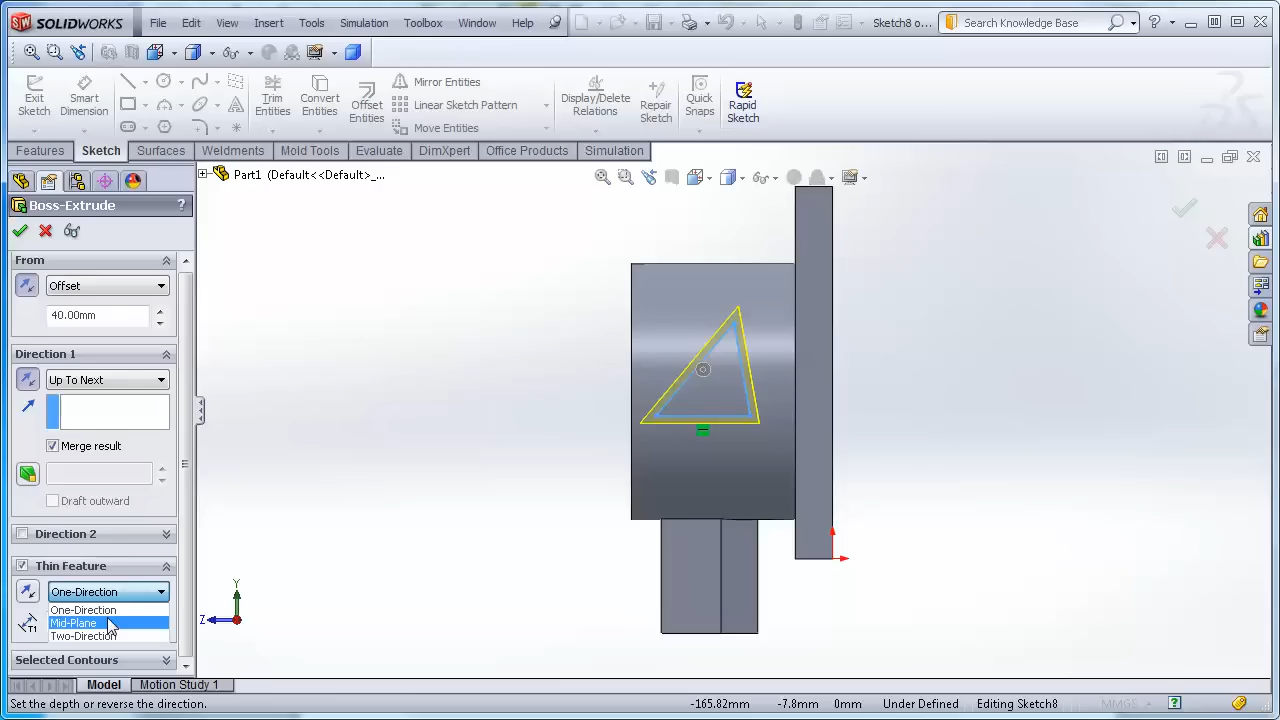 SOLIDWORKS File Edit View Insert Tools Simulation Toolbox Window Help Sketch8 o... Search Knowledge Base ?
Exit Sketch
Smart Dimension
Trim Entities
Convert Entities
Offset Entities
Mirror Entities
Linear Sketch Pattern
Move Entities
Display/Delete Relations
Repair Sketch
Quick Snaps
Rapid Sketch
Features Sketch Surfaces Weldments Mold Tools Evaluate DimXpert Office Products Simulation
Part1 (Default<<Default>_...
Boss-Extrude ?
From
Offset
40.00mm
Direction 1
Up To Next
Merge result
Draft outward
Direction 2
Thin Feature
One-Direction
One-Direction
Mid-Plane
Two-Direction
T1
Selected Contours
Y
Z
Model Motion Study 1
Set the depth or reverse the direction. -165.82mm -7.8mm 0mm Under Defined Editing Sketch8 MMGS ?